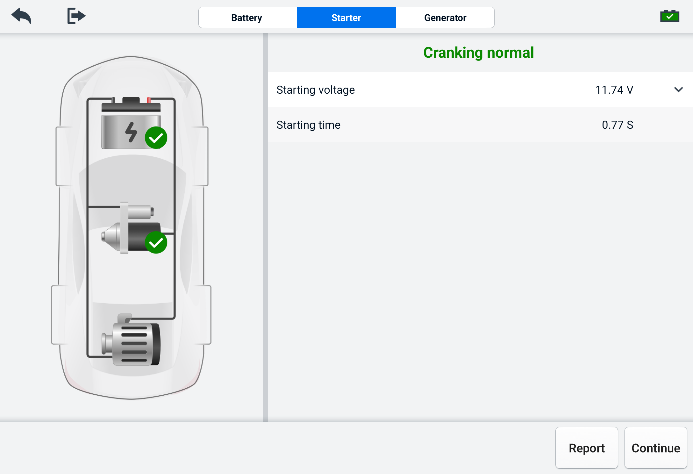 Battery
Starter
Generator
Cranking normal
Starting voltage 11.74 V
Starting time 0.77 S
Report
Continue